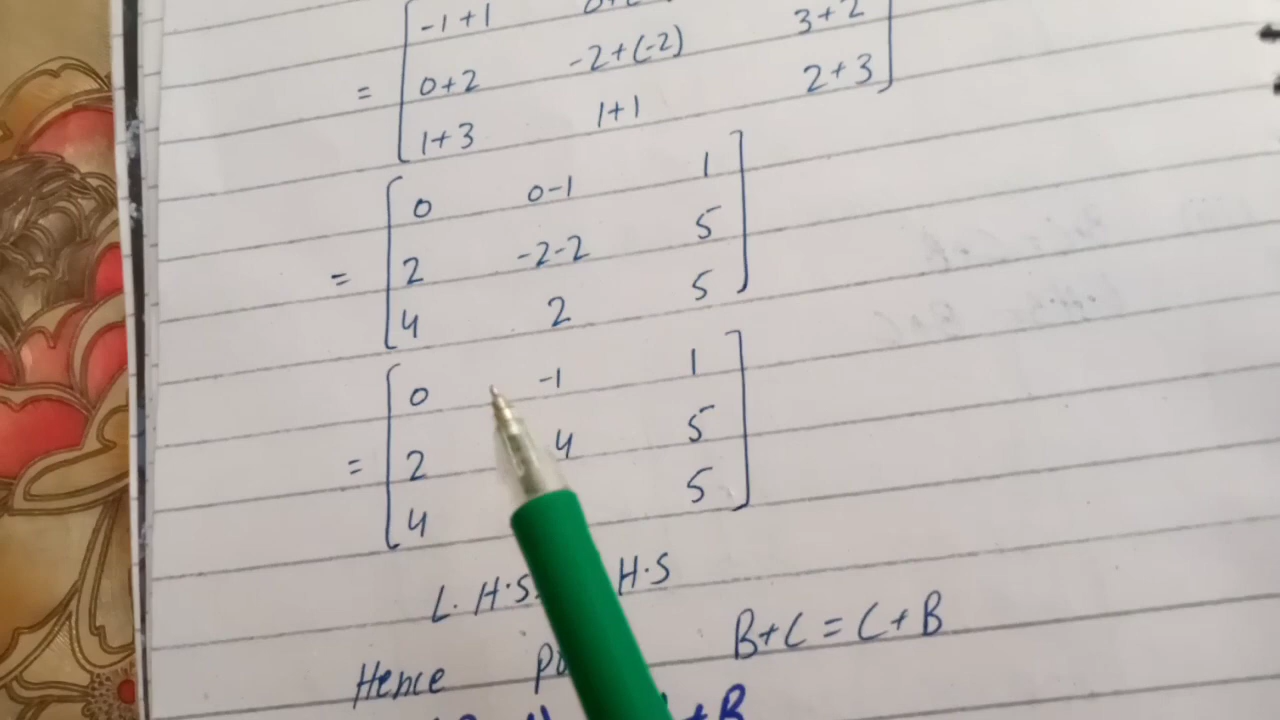 -1+1 3+2
= 0+2 -2+(-2) 2+3
1+3 1+1
0 0-1 1
= 2 -2-2 5
4 2 5
0 -1 1
= 2 4 5
4 5
L.H.S H.S
Hence B+C = C+B
+B